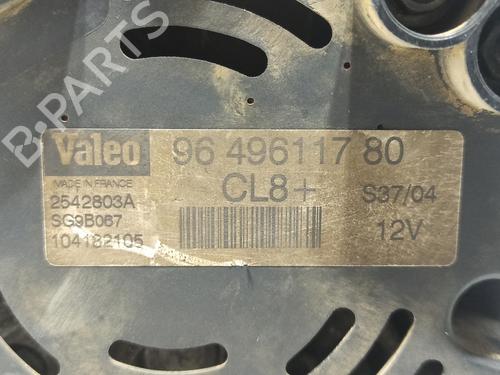 B-PARTS
Valeo
96 496117 80
MADE IN FRANCE
CL8+
S37/04
2542803A
SG9B067
12V
104182105